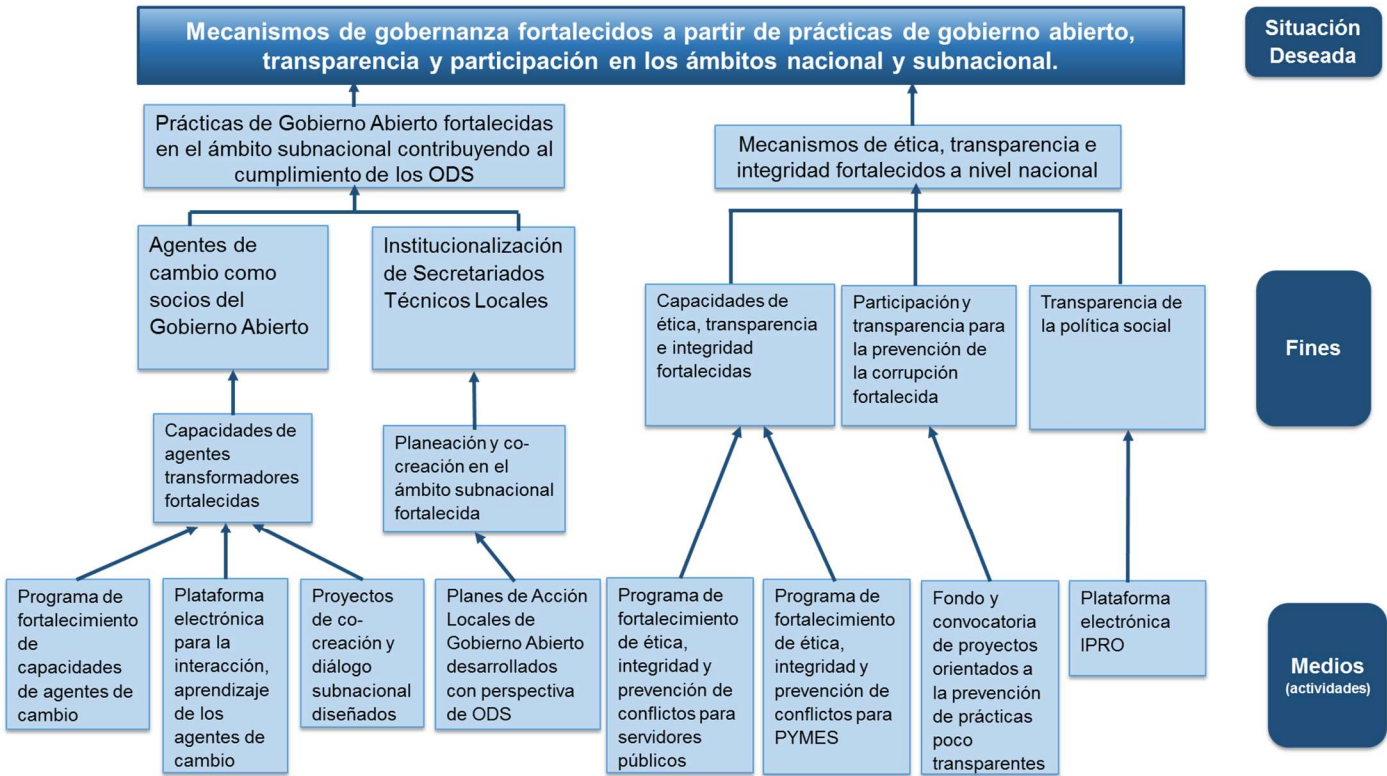 Mecanismos de gobernanza fortalecidos a partir de prácticas de gobierno abierto,
transparencia y participación en los ámbitos nacional y subnacional.
Situación
Deseada
Prácticas de Gobierno Abierto fortalecidas
en el ámbito subnacional contribuyendo al
cumplimiento de los ODS
Mecanismos de ética, transparencia e
integridad fortalecidos a nivel nacional
Agentes de
cambio como
socios del
Gobierno Abierto
Institucionalización
de Secretariados
Técnicos Locales
Capacidades de
ética, transparencia
e integridad
fortalecidas
Participación y
transparencia para
la prevención de
la corrupción
fortalecida
Transparencia de
la política social
Fines
Capacidades de
agentes
transformadores
fortalecidas
Planeación y co-
creación en el
ámbito subnacional
fortalecida
Programa de
fortalecimiento
de
capacidades
de agentes de
cambio
Plataforma
electrónica
para la
interacción,
aprendizaje
de los
agentes de
cambio
Proyectos
de co-
creación y
diálogo
subnacional
diseñados
Planes de Acción
Locales de
Gobierno Abierto
desarrollados
con perspectiva
de ODS
Programa de
fortalecimiento
de ética,
integridad y
prevención de
conflictos para
servidores
públicos
Programa de
fortalecimiento
de ética,
integridad y
prevención de
conflictos para
PYMES
Fondo y
convocatoria
de proyectos
orientados a
la prevención
de prácticas
poco
transparentes
Plataforma
electrónica
IPRO
Medios
(actividades)